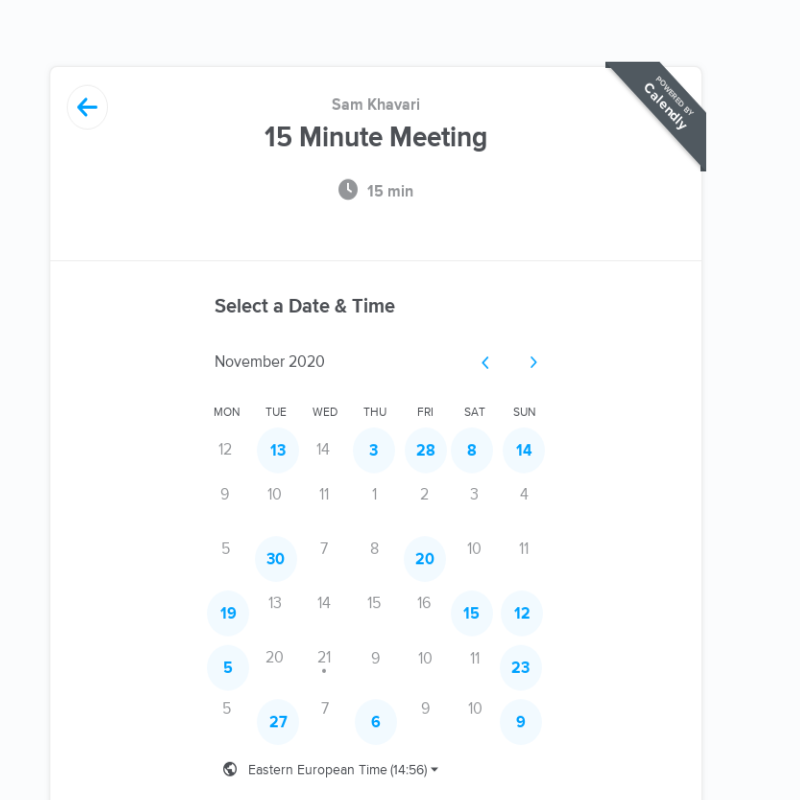 POWERED BY
Calendly
Sam Khavari
15 Minute Meeting
15 min
Select a Date & Time
November 2020
MON TUE WED THU FRI SAT SUN
12 13 14 3 28 8 14
9 10 11 1 2 3 4
5 30 7 8 20 10 11
19 13 14 15 16 15 12
5 20 21 9 10 11 23
5 27 7 6 9 10 9
Eastern European Time (14:56)